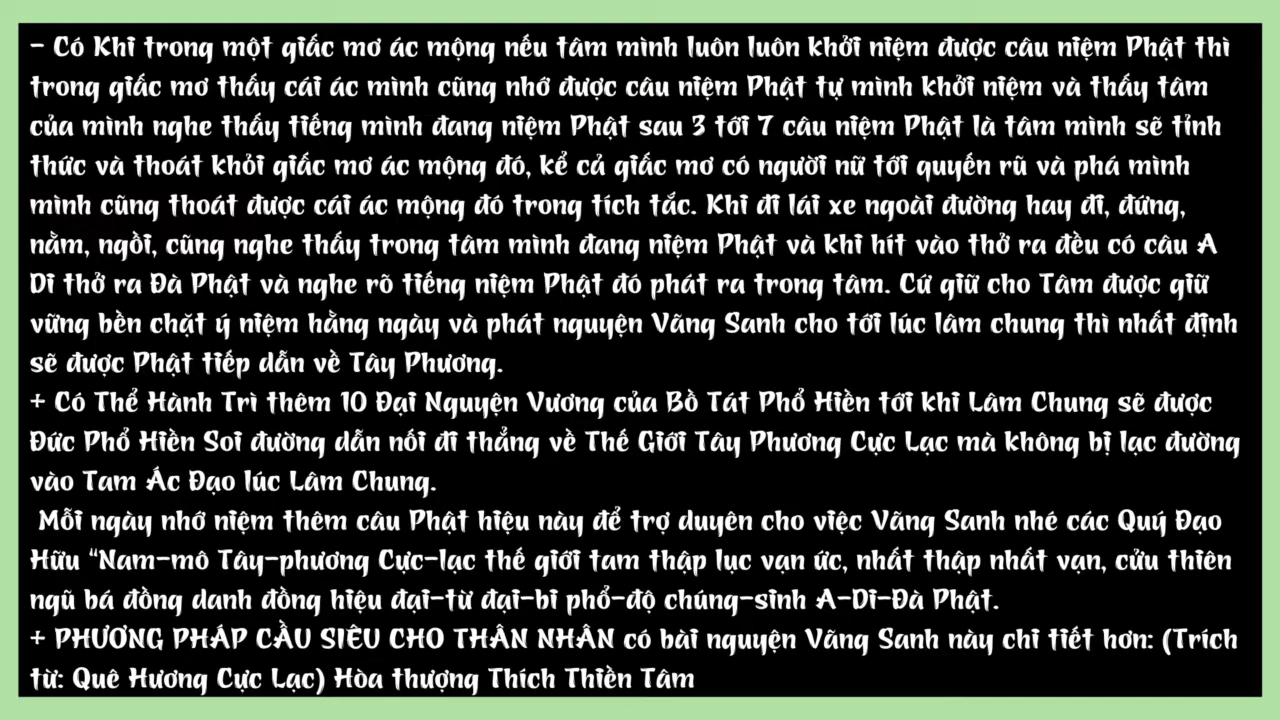 - Có Khi trong một giấc mơ ác mộng nếu tâm mình luôn luôn khởi niệm được câu niệm Phật thì
trong giấc mơ thấy cái ác mình cũng nhớ được câu niệm Phật tự mình khởi niệm và thấy tâm
của mình nghe thấy tiếng mình đang niệm Phật sau 3 tới 7 câu niệm Phật là tâm mình sẽ tỉnh
thức và thoát khỏi giấc mơ ác mộng đó, kể cả giấc mơ có người nữ tới quyến rũ và phá mình
mình cũng thoát được cái ác mộng đó trong tích tắc. Khi đi lái xe ngoài đường hay đi, đứng,
nằm, ngồi, cũng nghe thấy trong tâm mình đang niệm Phật và khi hít vào thở ra đều có câu A
Di thở ra Đà Phật và nghe rõ tiếng niệm Phật đó phát ra trong tâm. Cứ giữ cho Tâm được giữ
vững bền chặt ý niệm hằng ngày và phát nguyện Vãng Sanh cho tới lúc lâm chung thì nhất định
sẽ được Phật tiếp dẫn về Tây Phương.
+ Có Thể Hành Trì thêm 10 Đại Nguyện Vương của Bồ Tát Phổ Hiền tới khi Lâm Chung sẽ được
Đức Phổ Hiền Soi đường dẫn nối đi thẳng về Thế Giới Tây Phương Cực Lạc mà không bị lạc đường
vào Tam Ác Đạo lúc Lâm Chung.
Mỗi ngày nhớ niệm thêm câu Phật hiệu này để trợ duyên cho việc Vãng Sanh nhé các Quý Đạo
Hữu "Nam-mô Tây-phương Cực-lạc thế giới tam thập lục vạn ức, nhất thập nhất vạn, cửu thiên
ngũ bá đồng danh đồng hiệu đại-từ đại-bi phổ-độ chúng-sinh A-Di-Đà Phật.
+ PHƯƠNG PHÁP CẦU SIÊU CHO THÂN NHÂN có bài nguyện Vãng Sanh này chi tiết hơn: (Trích
từ: Quê Hương Cực Lạc) Hòa thượng Thích Thiền Tâm